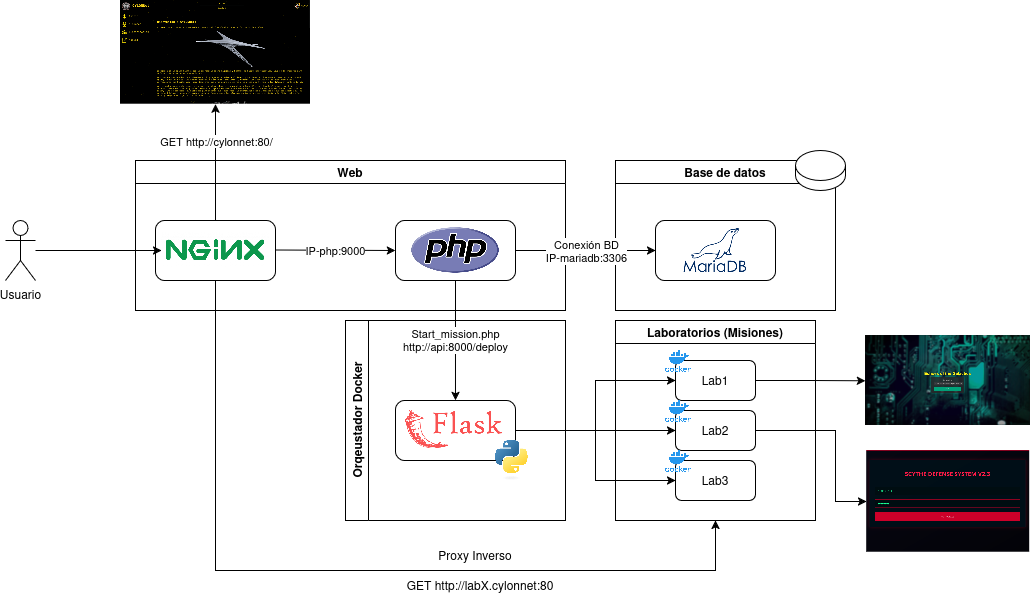 GET http://cylonnet:80/
Web
Base de datos
NGINX
IP-php:9000
php
Conexión BD
IP-mariadb:3306
MariaDB
Usuario
Start_mission.php
http://api:8000/deploy
Orqeustador Docker
Flask
Laboratorios (Misiones)
docker
Lab1
docker
Lab2
docker
Lab3
SCYTHE DEFENSE SYSTEM V2.3
Proxy Inverso
GET http://labX.cylonnet:80